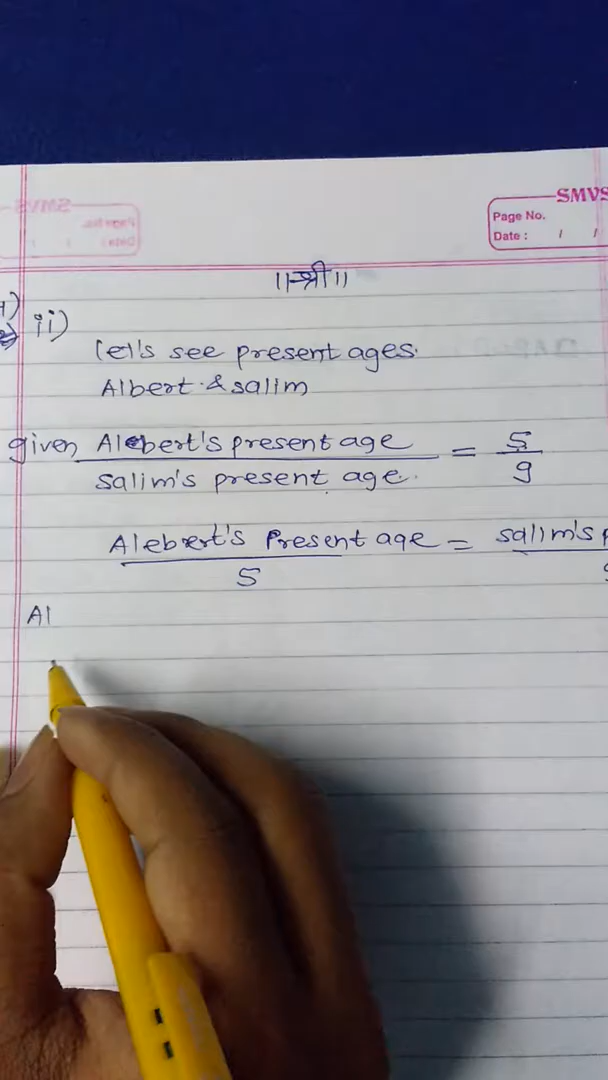 SMVS
Page No.
Date : / /
॥श्री॥
ii)
let's see present ages.
Albert & salim
given Alebert's present age = 5
salim's present age. 9
Alebert's Present age = salim's
5
Al